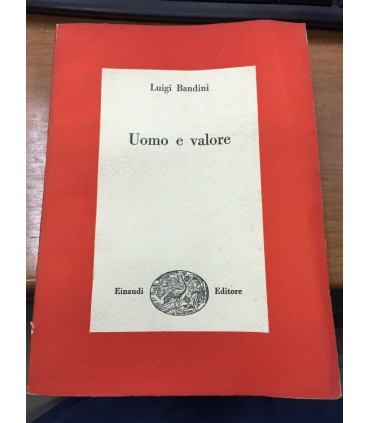 Luigi Bandini
Uomo e valore
Einaudi Editore